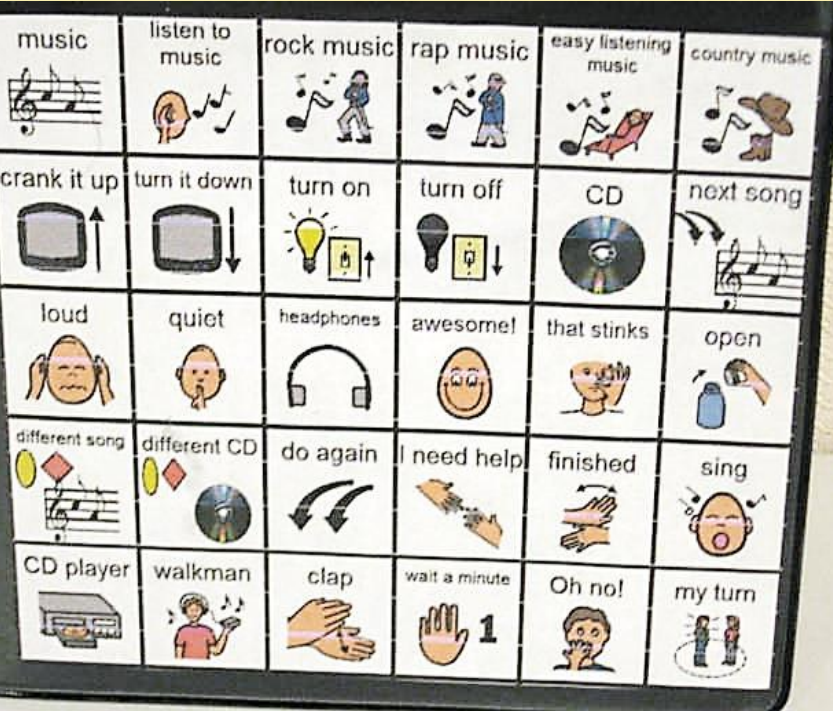 music
listen to
music
rock music
rap music
easy listening
music
country music
crank it up
turn it down
turn on
turn off
CD
next song
loud
quiet
headphones
awesome!
that stinks
open
different song
different CD
do again
I need help
finished
sing
CD player
walkman
clap
wait a minute
1
Oh no!
my turn